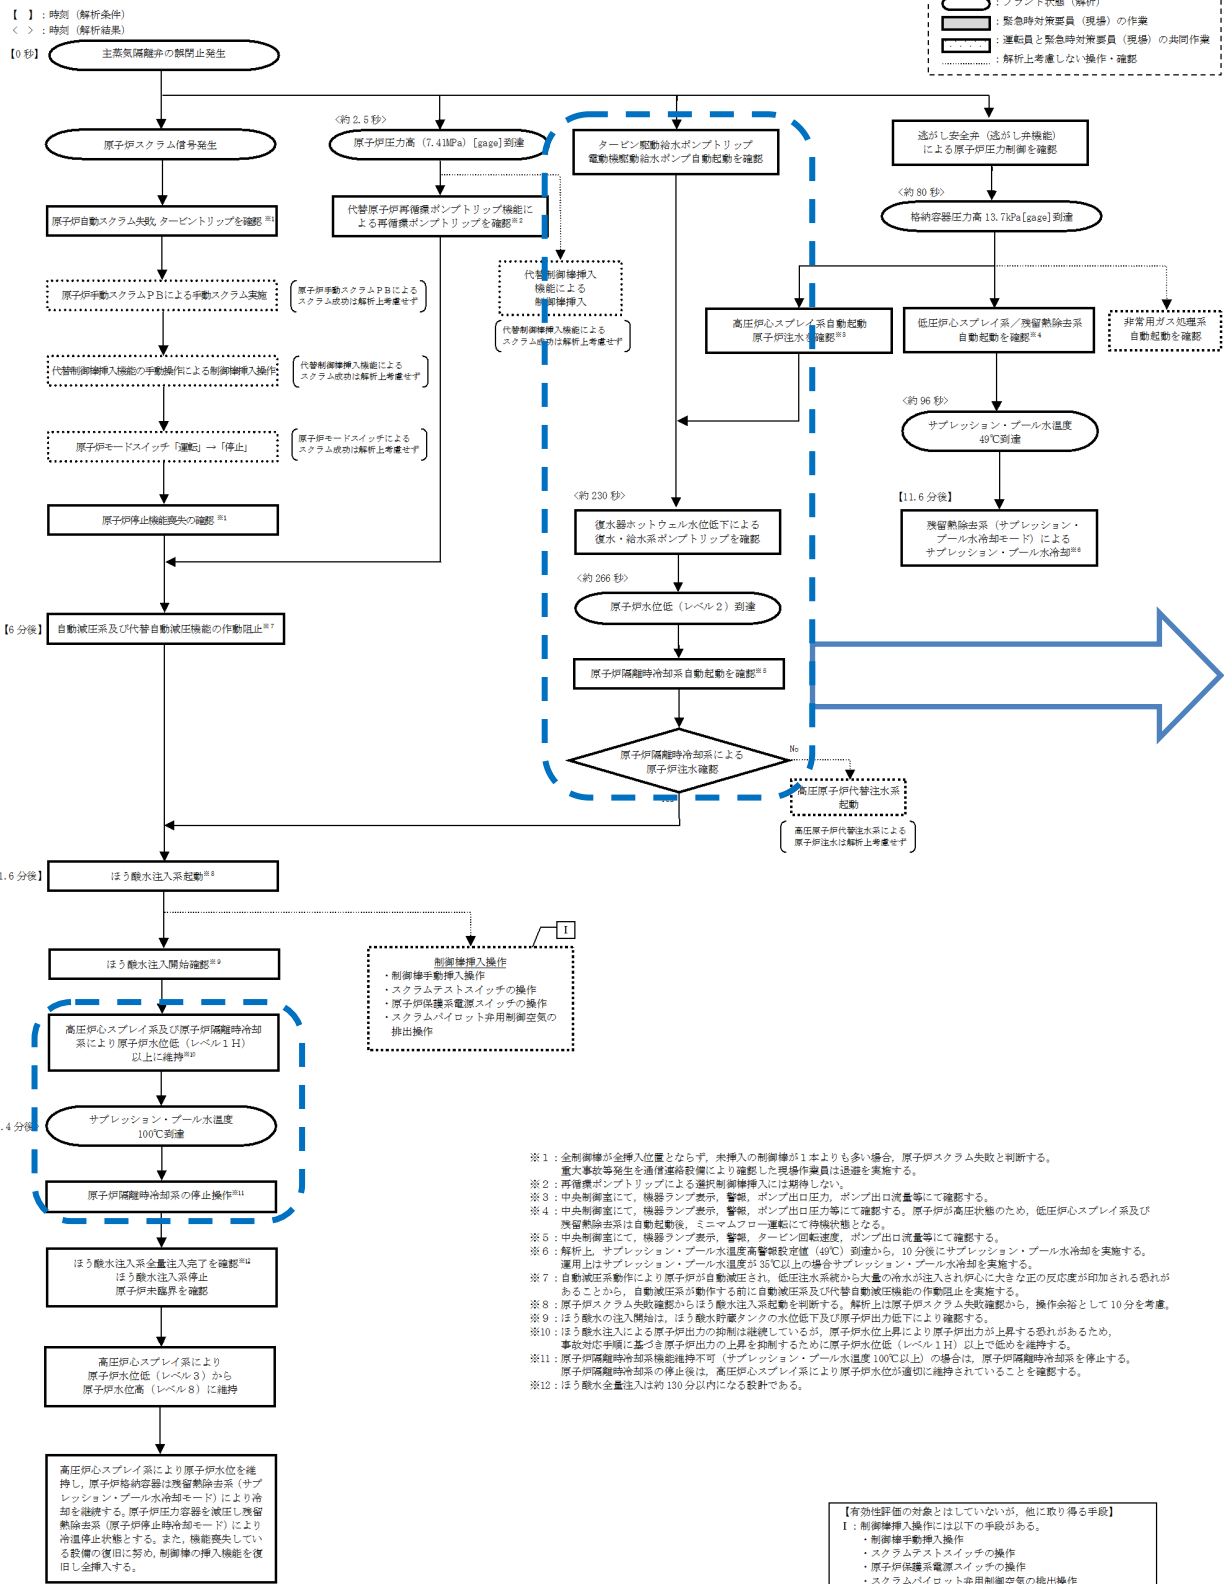 【　】：時刻（解析条件）
＜　＞：時刻（解析結果）
：プラント状態（解析）
：緊急時対策要員（現場）の作業
：運転員と緊急時対策要員（現場）の共同作業
：解析上考慮しない操作・確認
【0 秒】
主蒸気隔離弁の誤閉止発生
原子炉スクラム信号発生
原子炉自動スクラム失敗, タービントリップを確認 ※1
原子炉手動スクラムＰＢによる手動スクラム実施
原子炉手動スクラムＰＢによる
スクラム成功は解析上考慮せず
代替制御棒挿入機能の手動操作による制御棒挿入操作
代替制御棒挿入機能による
スクラム成功は解析上考慮せず
原子炉モードスイッチ「運転」→「停止」
原子炉モードスイッチによる
スクラム成功は解析上考慮せず
原子炉停止機能喪失の確認 ※1
【6 分後】
自動減圧系及び代替自動減圧機能の作動阻止※7
＜約 2.5 秒＞
原子炉圧力高（7.41MPa）[gage]到達
代替原子炉再循環ポンプトリップ機能に
よる再循環ポンプトリップを確認※2
代替制御棒挿入
機能による
制御棒挿入
代替制御棒挿入機能による
スクラム成功は解析上考慮せず
タービン駆動給水ポンプトリップ
電動機駆動給水ポンプ自動起動を確認
高圧炉心スプレイ系自動起動
原子炉注水を確認※3
＜約 230 秒＞
復水器ホットウェル水位低下による
復水・給水系ポンプトリップを確認
＜約 266 秒＞
原子炉水位低（レベル２）到達
原子炉隔離時冷却系自動起動を確認※5
原子炉隔離時冷却系による
原子炉注水確認
No
高圧原子炉代替注水系
起動
高圧原子炉代替注水系による
原子炉注水は解析上考慮せず
逃がし安全弁（逃がし弁機能）
による原子炉圧力制御を確認
＜約 80 秒＞
格納容器圧力高 13.7kPa[gage]到達
低圧炉心スプレイ系／残留熱除去系
自動起動を確認※4
非常用ガス処理系
自動起動を確認
＜約 96 秒＞
サプレッション・プール水温度
49℃到達
【11.6 分後】
残留熱除去系（サプレッション・
プール水冷却モード）による
サプレッション・プール水冷却※6
1.6 分後】
ほう酸水注入系起動※8
ほう酸水注入開始確認※9
I
制御棒挿入操作
・制御棒手動挿入操作
・スクラムテストスイッチの操作
・原子炉保護系電源スイッチの操作
・スクラムパイロット弁用制御空気の
排出操作
高圧炉心スプレイ系及び原子炉隔離時冷却
系により原子炉水位低（レベル１Ｈ）
以上に維持※10
.4 分後
サプレッション・プール水温度
100℃到達
原子炉隔離時冷却系の停止操作※11
ほう酸水注入系全量注入完了を確認※12
ほう酸水注入系停止
原子炉未臨界を確認
高圧炉心スプレイ系により
原子炉水位低（レベル３）から
原子炉水位高（レベル８）に維持
高圧炉心スプレイ系により原子炉水位を維
持し，原子炉格納容器は残留熱除去系（サプ
レッション・プール水冷却モード）により冷
却を継続する。原子炉圧力容器を減圧し残留
熱除去系（原子炉停止時冷却モード）により
冷温停止状態とする。また，機能喪失してい
る設備の復旧に努め，制御棒の挿入機能を復
旧し全挿入する。
※１：全制御棒が全挿入位置とならず，未挿入の制御棒が１本よりも多い場合，原子炉スクラム失敗と判断する。
重大事故等発生を通信連絡設備により確認した現場作業員は退避を実施する。
※２：再循環ポンプトリップによる選択制御棒挿入には期待しない。
※３：中央制御室にて，機器ランプ表示，警報，ポンプ出口圧力，ポンプ出口流量等にて確認する。
※４：中央制御室にて，機器ランプ表示，警報，ポンプ出口圧力等にて確認する。原子炉が高圧状態のため，低圧炉心スプレイ系及び
残留熱除去系は自動起動後，ミニマムフロー運転にて待機状態となる。
※５：中央制御室にて，機器ランプ表示，警報，タービン回転速度，ポンプ出口流量等にて確認する。
※６：解析上，サプレッション・プール水温度高警報設定値（49℃）到達から，10 分後にサプレッション・プール水冷却を実施する。
運用上はサプレッション・プール水温度が 35℃以上の場合サプレッション・プール水冷却を実施する。
※７：自動減圧系動作により原子炉が自動減圧され，低圧注水系統から大量の冷水が注入され炉心に大きな正の反応度が印加される恐れが
あることから，自動減圧系が動作する前に自動減圧系及び代替自動減圧機能の作動阻止を実施する。
※８：原子炉スクラム失敗確認からほう酸水注入系起動を判断する。解析上は原子炉スクラム失敗確認から，操作余裕として 10 分を考慮。
※９：ほう酸水の注入開始は，ほう酸水貯蔵タンクの水位低下及び原子炉出力低下により確認する。
※10：ほう酸水注入による原子炉出力の抑制は継続しているが，原子炉水位上昇により原子炉出力が上昇する恐れがあるため，
事故対応手順に基づき原子炉出力の上昇を抑制するために原子炉水位低（レベル１Ｈ）以上で低めを維持する。
※11：原子炉隔離時冷却系機能維持不可（サプレッション・プール水温度 100℃以上）の場合は，原子炉隔離時冷却系を停止する。
原子炉隔離時冷却系の停止後は，高圧炉心スプレイ系により原子炉水位が適切に維持されていることを確認する。
※12：ほう酸水全量注入は約 130 分以内になる設計である。
【有効性評価の対象とはしていないが，他に取り得る手段】
Ⅰ：制御棒挿入操作には以下の手段がある。
・制御棒手動挿入操作
・スクラムテストスイッチの操作
・原子炉保護系電源スイッチの操作
・スクラムパイロット弁用制御空気の排出操作